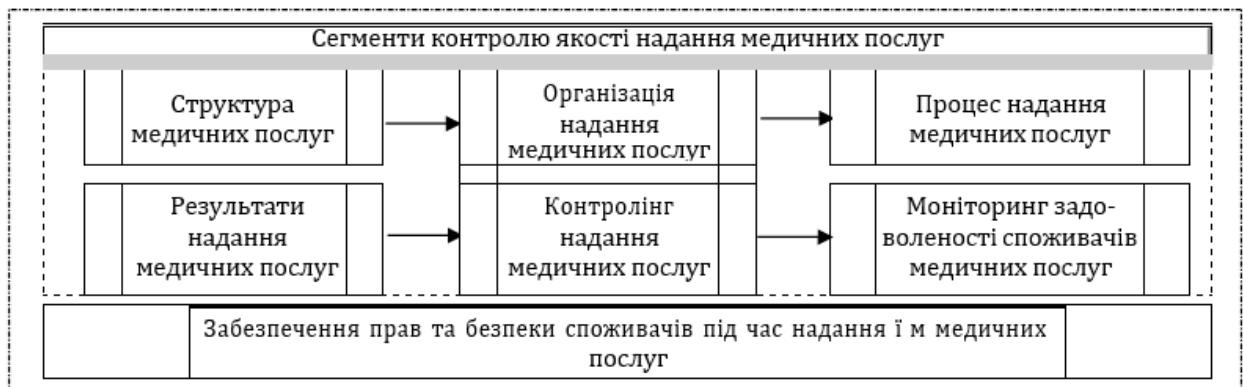 Сегменти контролю якості надання медичних послуг
Структура
медичних послуг
Організація
надання
медичних послуг
Процес надання
медичних послуг
Результати
надання
медичних послуг
Контролінг
надання
медичних послуг
Моніторинг задо-
воленості споживачів
медичних послуг
Забезпечення прав та безпеки споживачів під час надання ї м медичних
послуг